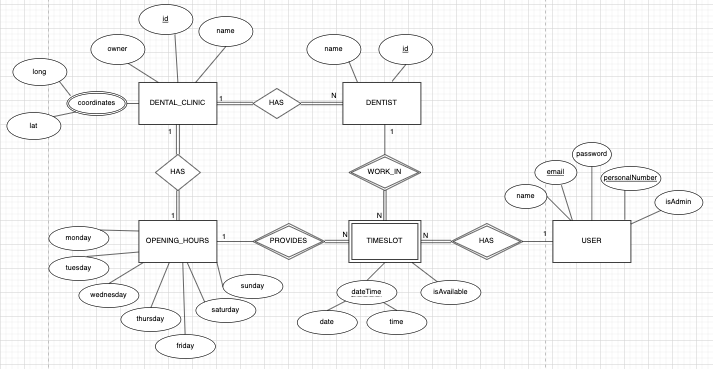 id
owner
name
name
id
long
coordinates
lat
DENTAL_CLINIC
1
HAS
N
DENTIST
1
1
HAS
WORK_IN
password
email
personalNumber
name
isAdmin
1
N
monday
OPENING_HOURS
1
PROVIDES
N
TIMESLOT
N
HAS
1
USER
tuesday
wednesday
thursday
friday
saturday
sunday
dateTime
isAvailable
date
time